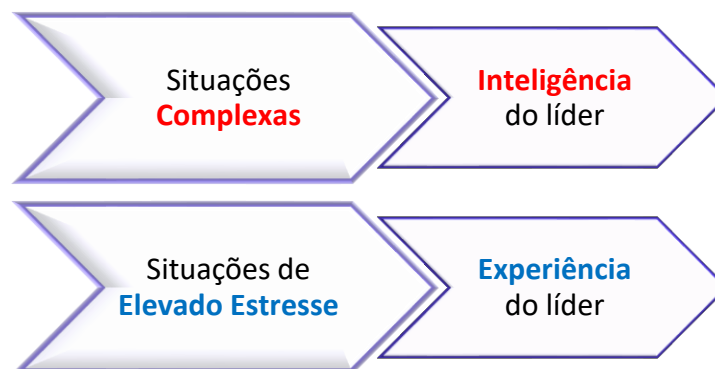 Situações
Complexas
Inteligência
do líder
Situações de
Elevado Estresse
Experiência
do líder